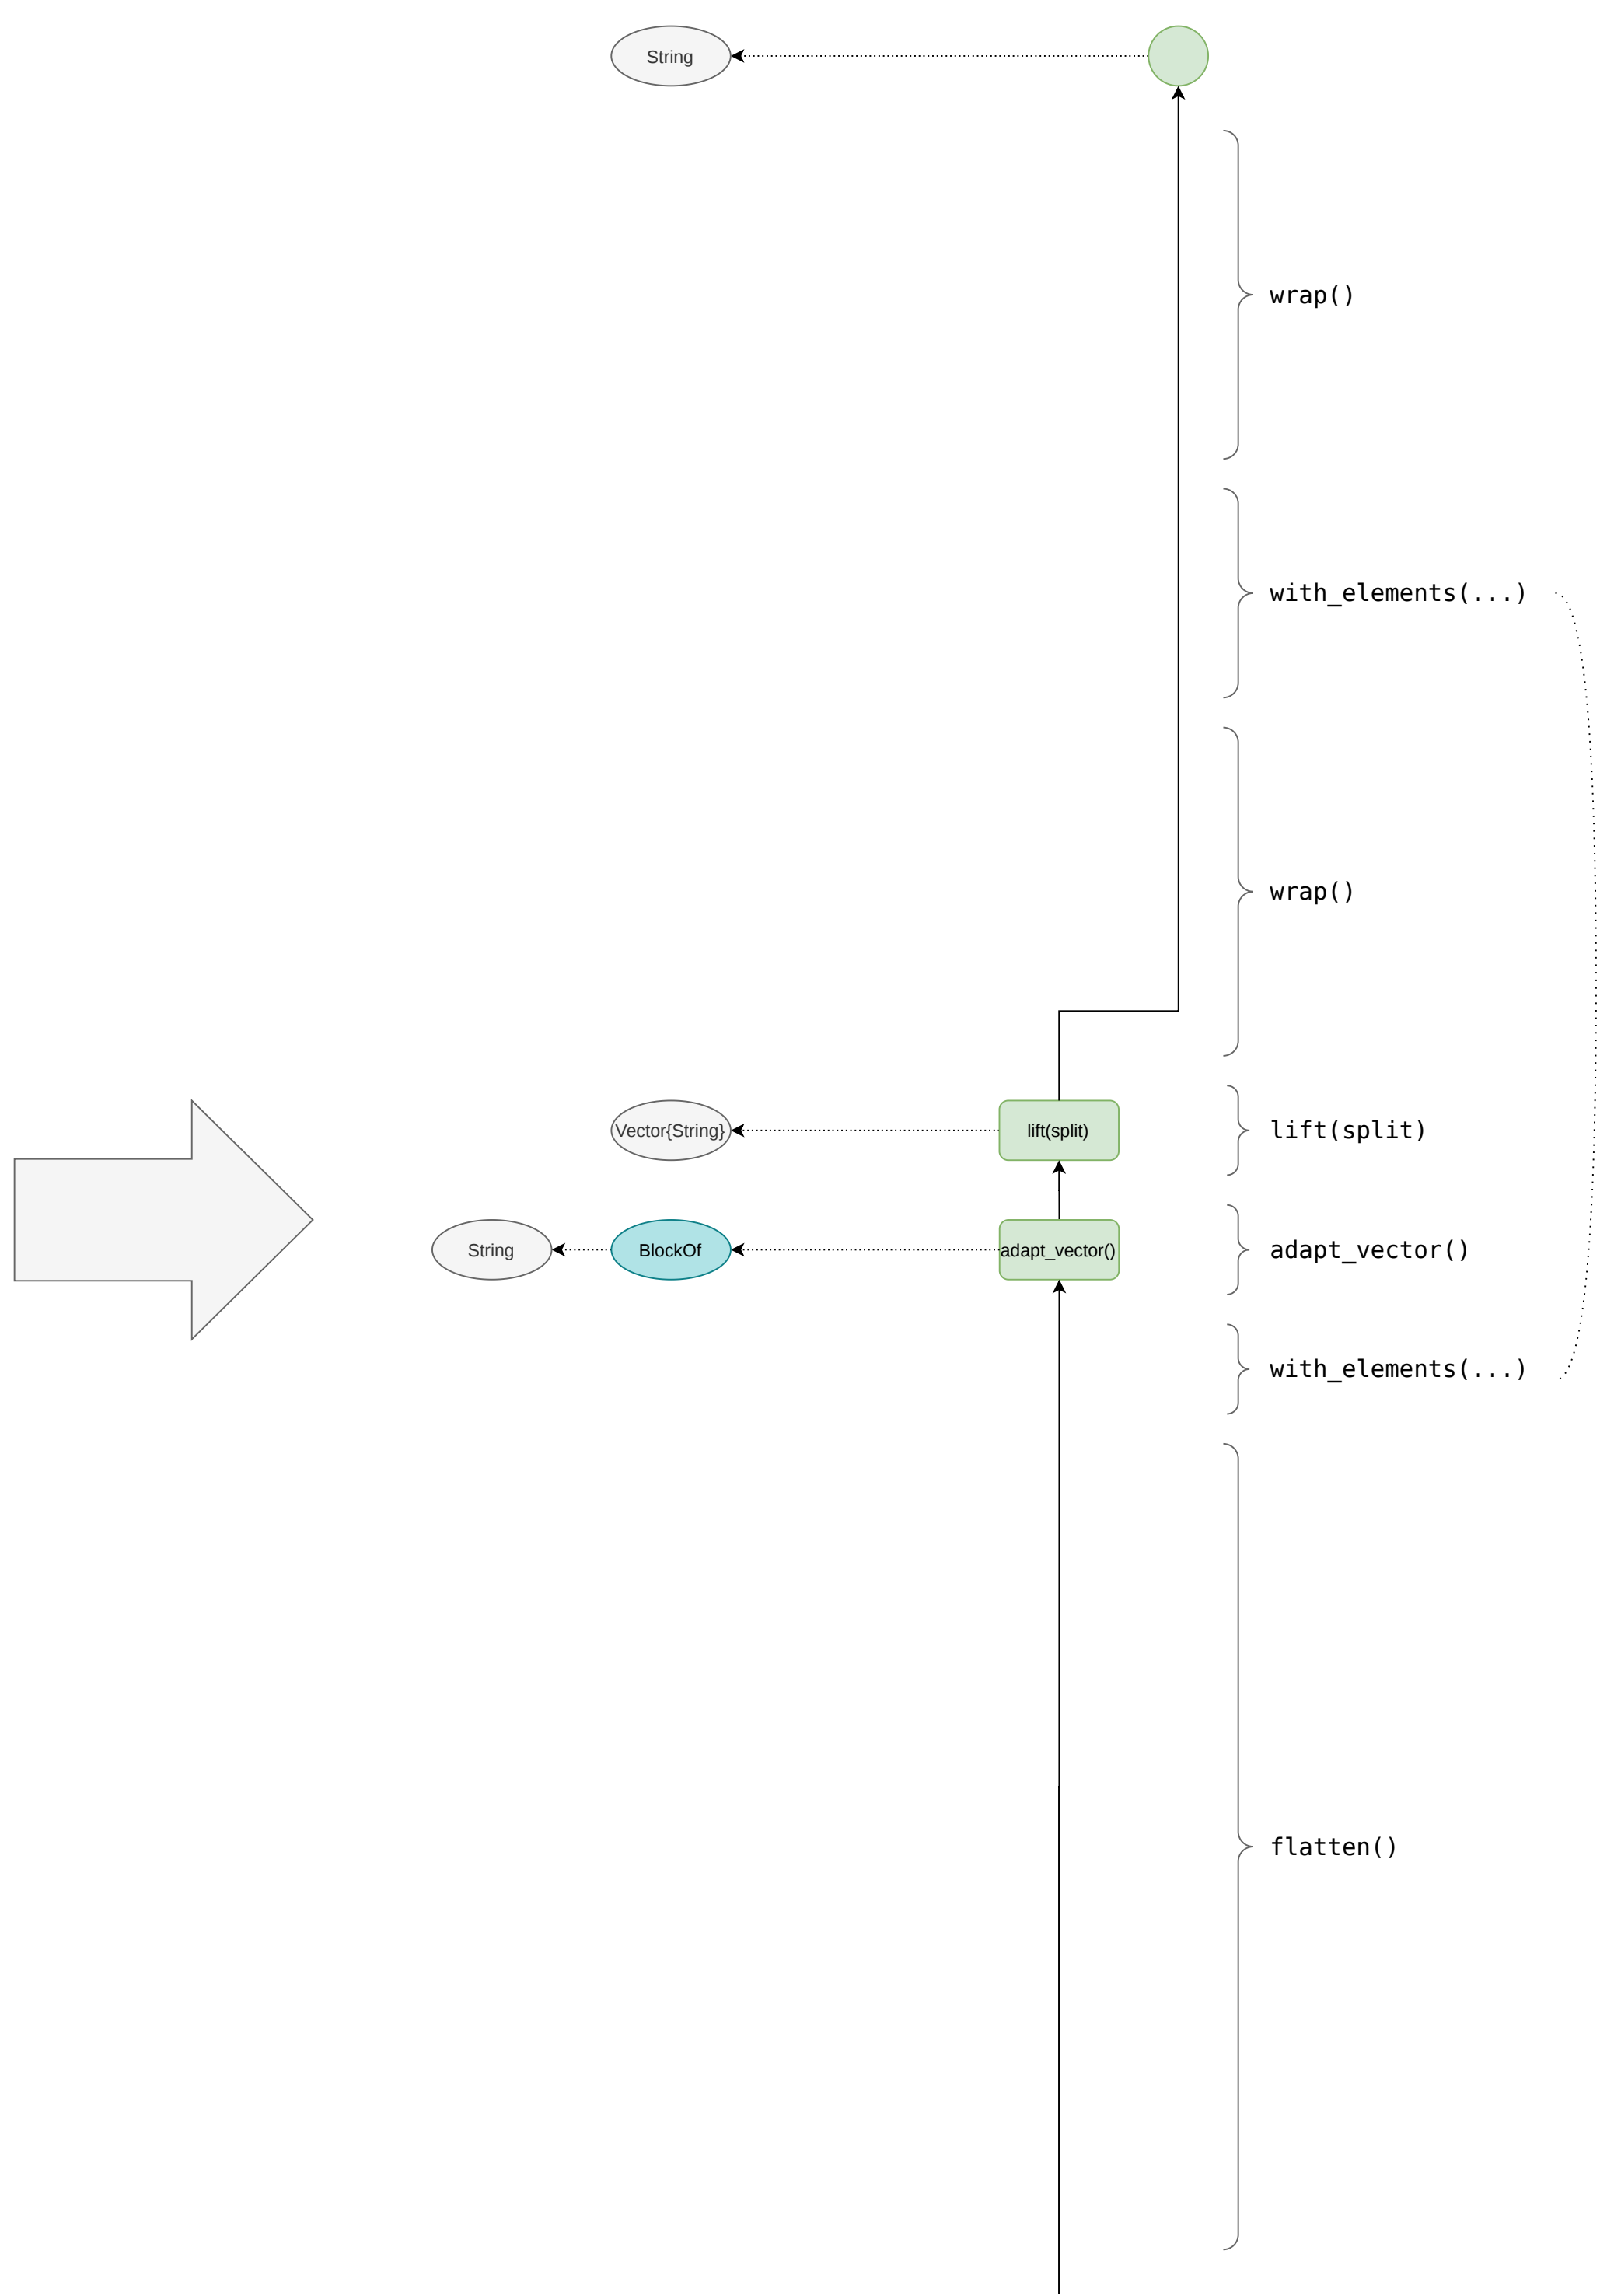 String
wrap()
with_elements(...)
wrap()
Vector{String}
lift(split)
lift(split)
String
BlockOf
adapt_vector()
adapt_vector()
with_elements(...)
flatten()